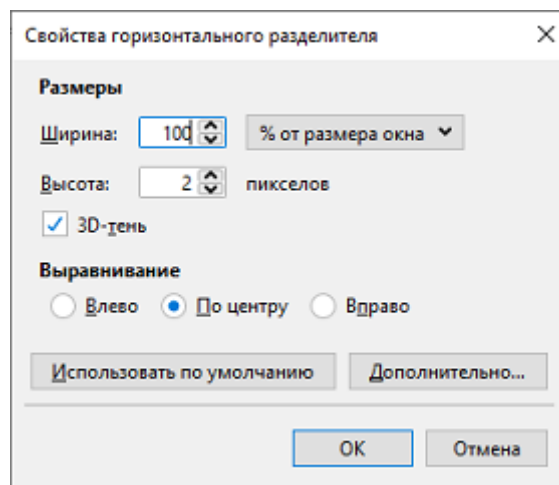 Свойства горизонтального разделителя
Размеры
Ширина: 100 % от размера окна
Высота: 2 пикселов
3D-тень
Выравнивание
Влево По центру Вправо
Использовать по умолчанию Дополнительно...
ОК Отмена